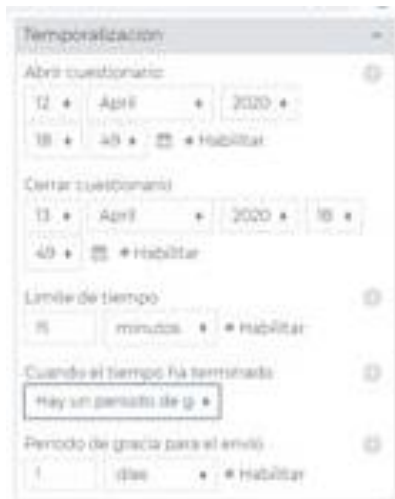 Temporalización
Abrir cuestionario
12 April 2020
18 49 Habilitar
Cerrar cuestionario
13 April 2020 18
49 Habilitar
Límite de tiempo
15 minutos Habilitar
Cuando el tiempo ha terminado
Hay un periodo de g
Periodo de gracia para el envío
1 días Habilitar